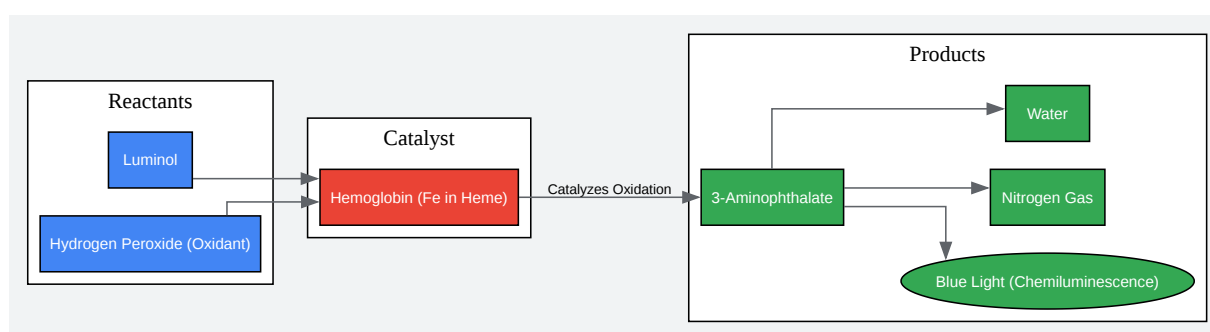 Reactants
Luminol
Hydrogen Peroxide (Oxidant)
Catalyst
Hemoglobin (Fe in Heme)
Catalyzes Oxidation
Products
3-Aminophthalate
Water
Nitrogen Gas
Blue Light (Chemiluminescence)